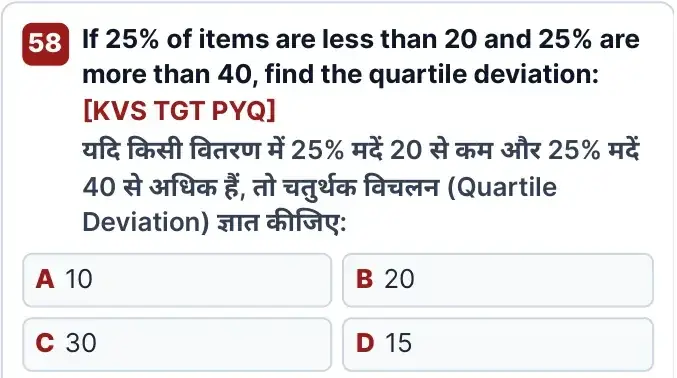 58 If 25% of items are less than 20 and 25% are
more than 40, find the quartile deviation:
[KVS TGT PYQ]
यदि किसी वितरण में 25% मदें 20 से कम और 25% मदें
40 से अधिक हैं, तो चतुर्थक विचलन (Quartile
Deviation) ज्ञात कीजिए:
A 10
B 20
C 30
D 15